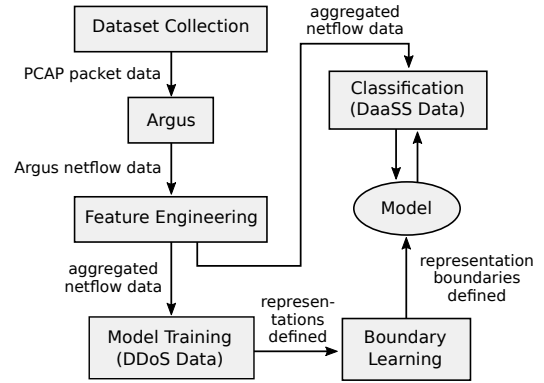 Dataset Collection
PCAP packet data
Argus
Argus netflow data
Feature Engineering
aggregated
netflow data
Model Training
(DDoS Data)
represen-
tations
defined
Boundary
Learning
representation
boundaries
defined
Model
Classification
(DaaSS Data)
aggregated
netflow data